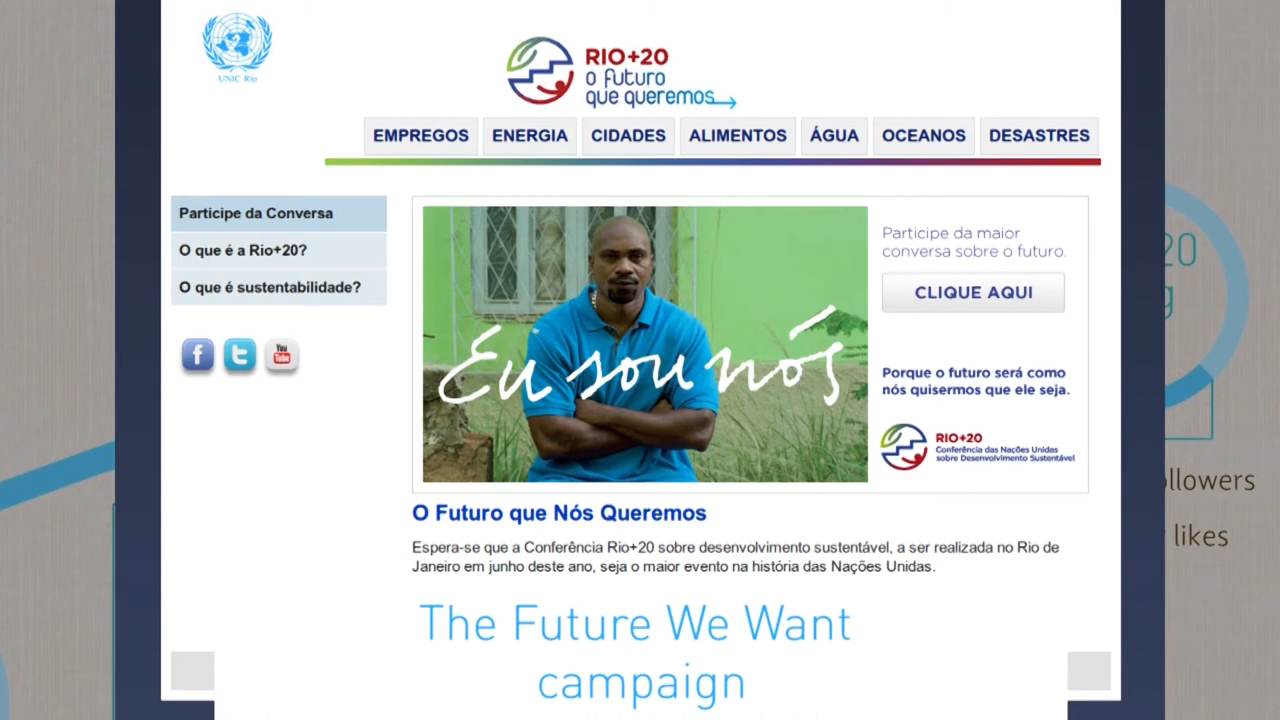 UNIC Rio
RIO+20
o futuro
que queremos
EMPREGOS
ENERGIA
CIDADES
ALIMENTOS
ÁGUA
OCEANOS
DESASTRES
Participe da Conversa
O que é a Rio+20?
O que é sustentabilidade?
f
t
You
Tube
Eu sou nós
Participe da maior
conversa sobre o futuro.
CLIQUE AQUI
Porque o futuro será como
nós quisermos que ele seja.
RIO+20
Conferência das Nações Unidas
sobre Desenvolvimento Sustentável
O Futuro que Nós Queremos
Espera-se que a Conferência Rio+20 sobre desenvolvimento sustentável, a ser realizada no Rio de
Janeiro em junho deste ano, seja o maior evento na história das Nações Unidas.
The Future We Want
campaign
20
g
ollowers
likes